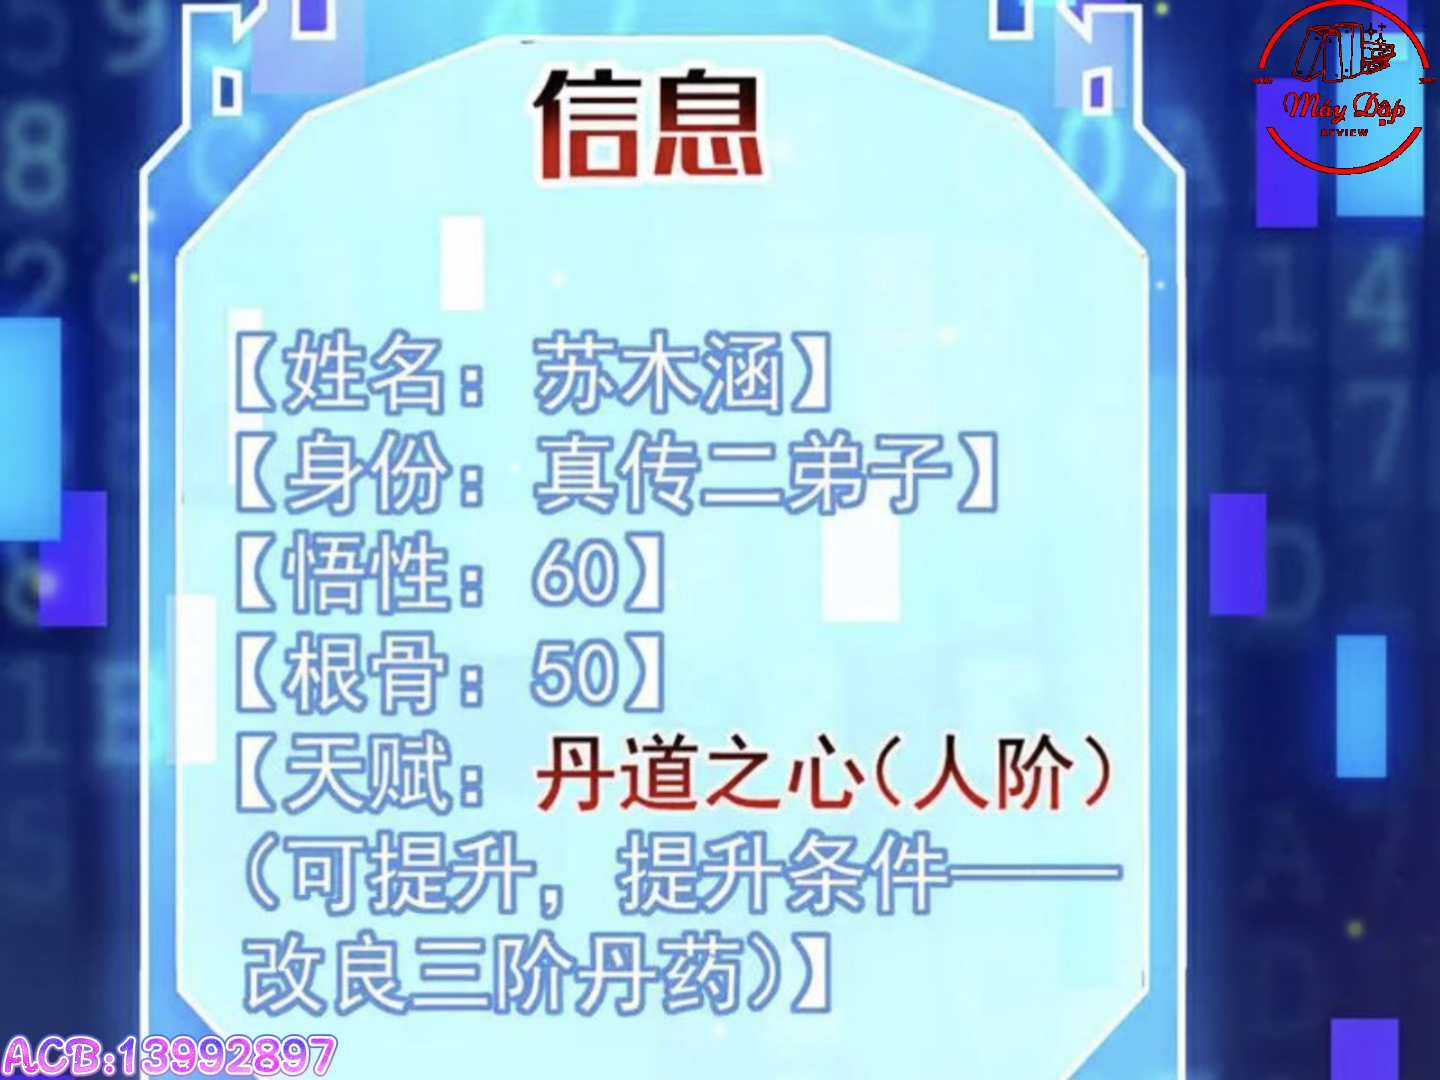 信息
Máy Dập
REVIEW
【姓名：苏木涵】
【身份：真传二弟子】
【悟性：60】
【根骨：50】
【天赋：丹道之心（人阶）
（可提升，提升条件——
改良三阶丹药）】
ACB:13992897